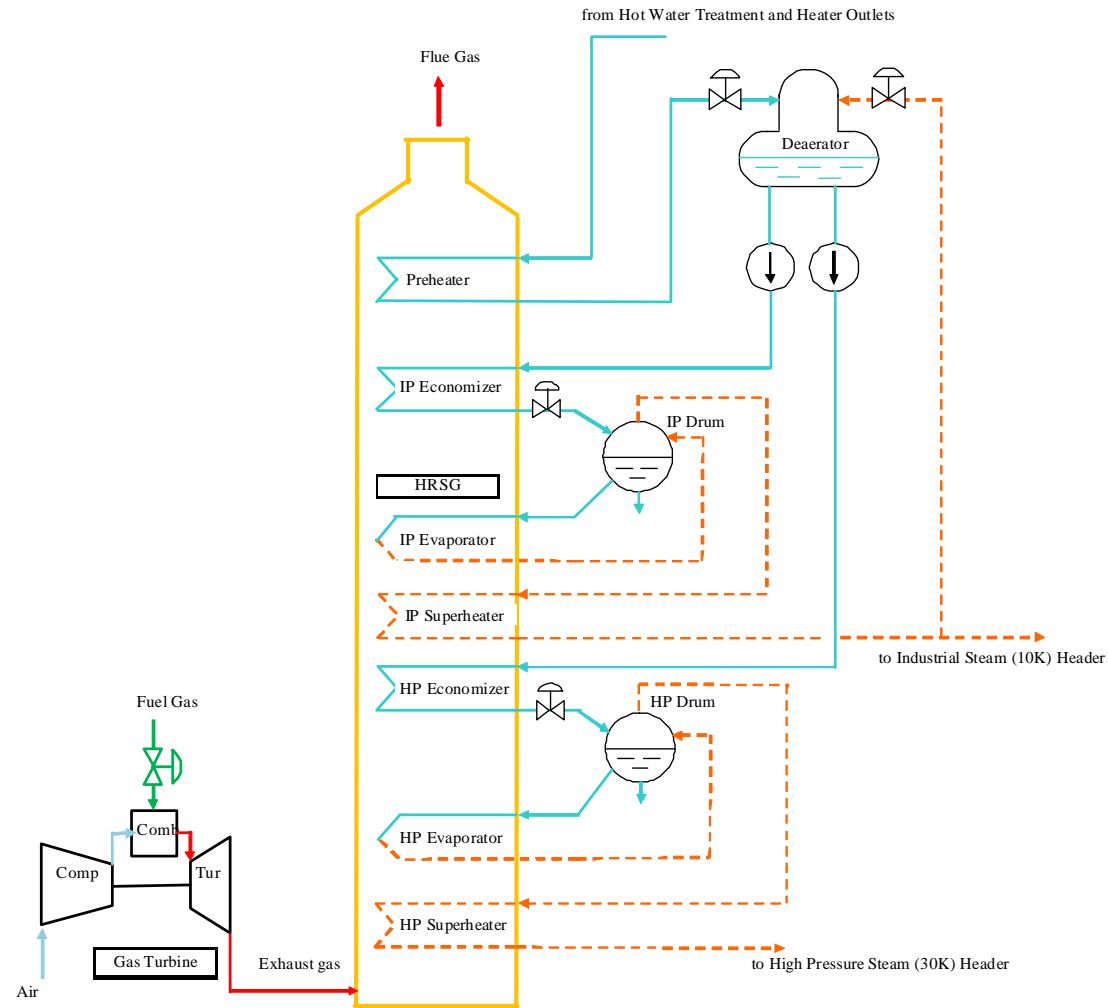 from Hot Water Treatment and Heater Outlets
Flue Gas
Deaerator
Preheater
IP Economizer
IP Drum
HRSG
IP Evaporator
IP Superheater
to Industrial Steam (10K) Header
HP Economizer
HP Drum
Fuel Gas
Comb
HP Evaporator
Comp
Tur
HP Superheater
Gas Turbine
Exhaust gas
to High Pressure Steam (30K) Header
Air